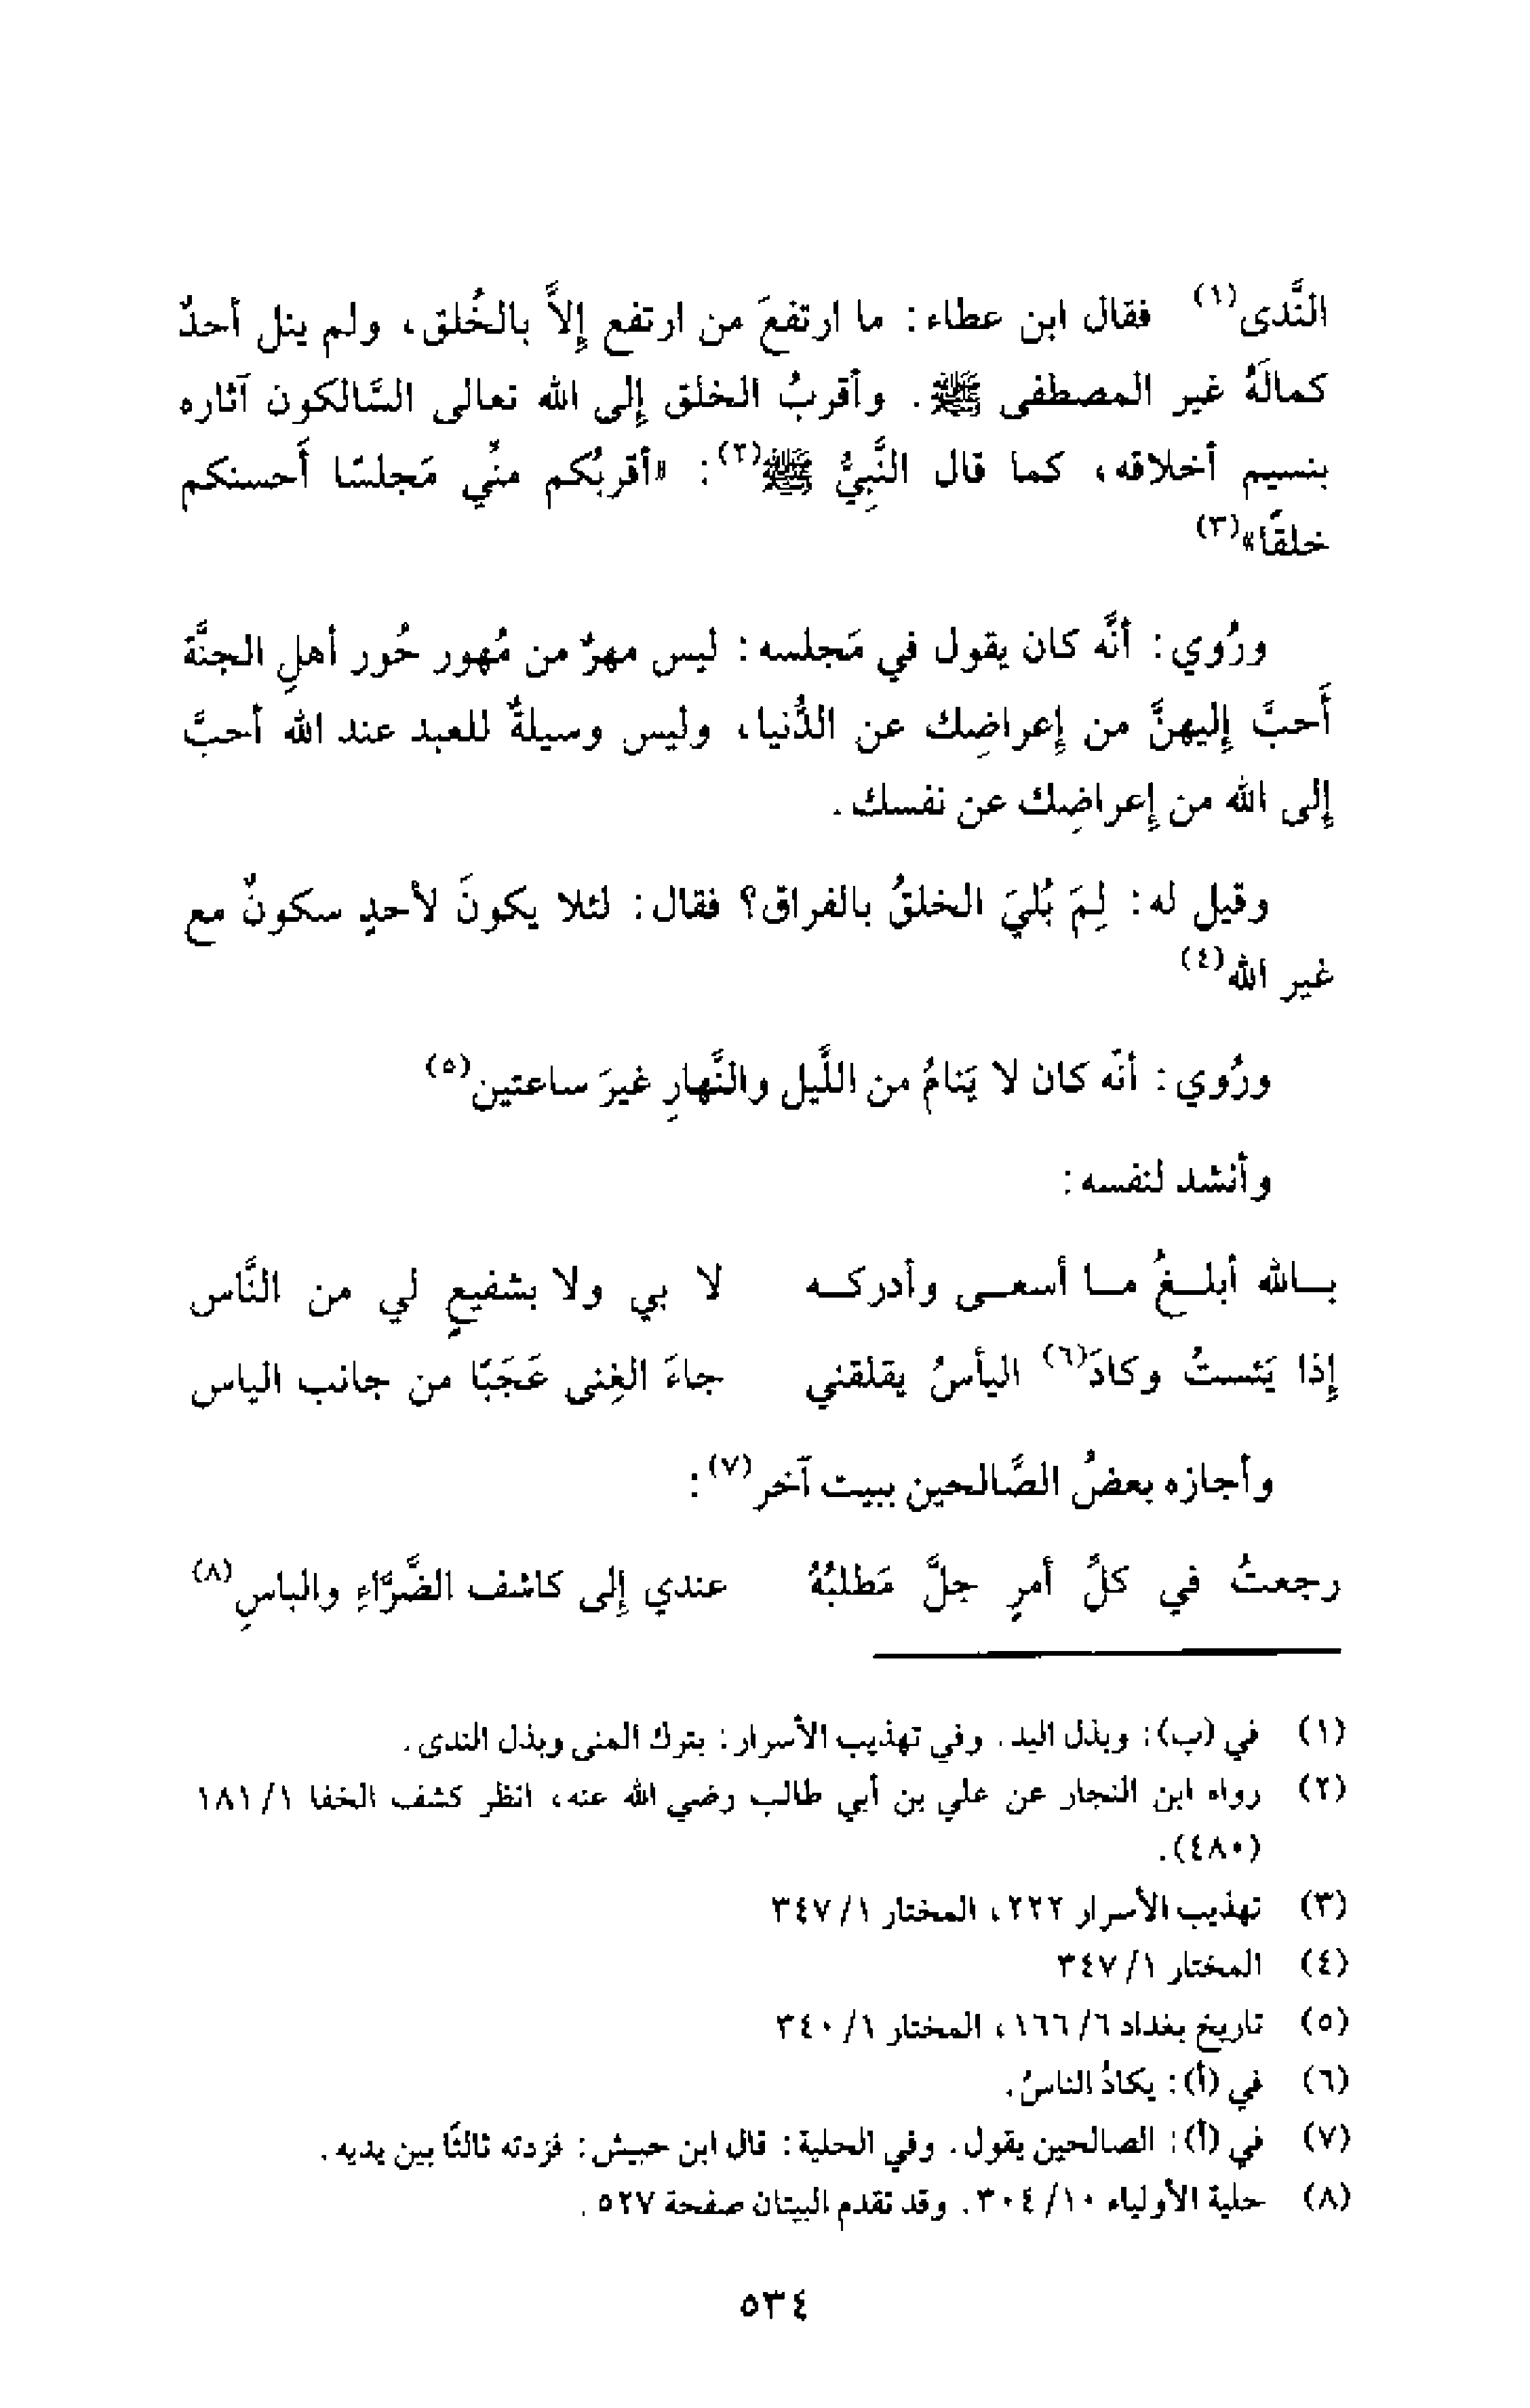 النَّدى(١) فقال ابن عطاء: ما ارتفعَ من ارتفع إِلاَّ بالخُلق، ولم ينل أحدٌ
كمالَهُ غير المصطفى ﷺ. وأقربُ الخلق إِلى الله تعالى السَّالكون آثاره
بنسيم أخلاقه، كما قال النَّبِيُّ ﷺ(٢): «أقربُكم منِّي مَجلسًا أَحسنكم
خلقًا»(٣)
ورُوي: أنَّه كان يقول في مَجلسه: ليس مهرٌ من مُهور حُور أهلِ الجنَّة
أَحبَّ إِليهنَّ من إِعراضِك عن الدُّنيا، وليس وسيلةٌ للعبد عند الله أحبَّ
إِلى الله من إِعراضِك عن نفسك.
وقيل له: لِمَ بُلِيَ الخلقُ بالفراق؟ فقال: لئلا يكونَ لأحدٍ سكونٌ مع
غير الله(٤)
ورُوي: أنّه كان لا يَنامُ من اللَّيل والنَّهارِ غيرَ ساعتين(٥)
وأنشد لنفسه:
بـالله أبلـغُ مـا أسعـى وأدركـه لا بي ولا بشفيعٍ لي من النَّاس
إِذا يَئستُ وكادَ(٦) اليأسُ يقلقني جاءَ الغِنى عَجَبًا من جانب الياس
وأجازه بعضُ الصَّالحين ببيت آخر(٧):
رجعتُ في كلِّ أمرٍ جلَّ مَطلبُهُ عندي إِلى كاشف الضَّرَّاءِ والباسِ(٨)
(١) في (ب): وبذل اليد. وفي تهذيب الأسرار: بترك المنى وبذل الندى.
(٢) رواه ابن النجار عن علي بن أبي طالب رضي الله عنه، انظر كشف الخفا ١/ ١٨١
(٤٨٠).
(٣) تهذيب الأسرار ٢٢٢، المختار ١/ ٣٤٧
(٤) المختار ١/ ٣٤٧
(٥) تاريخ بغداد ٦/ ١٦٦، المختار ١/ ٣٤٠
(٦) في (أ): يكادُ الناسُ.
(٧) في (أ): الصالحين يقول. وفي الحلية: قال ابن حبيش: فزدته ثالثًا بين يديه.
(٨) حلية الأولياء ١٠/ ٣٠٤. وقد تقدم البيتان صفحة ٥٢٧.
٥٣٤